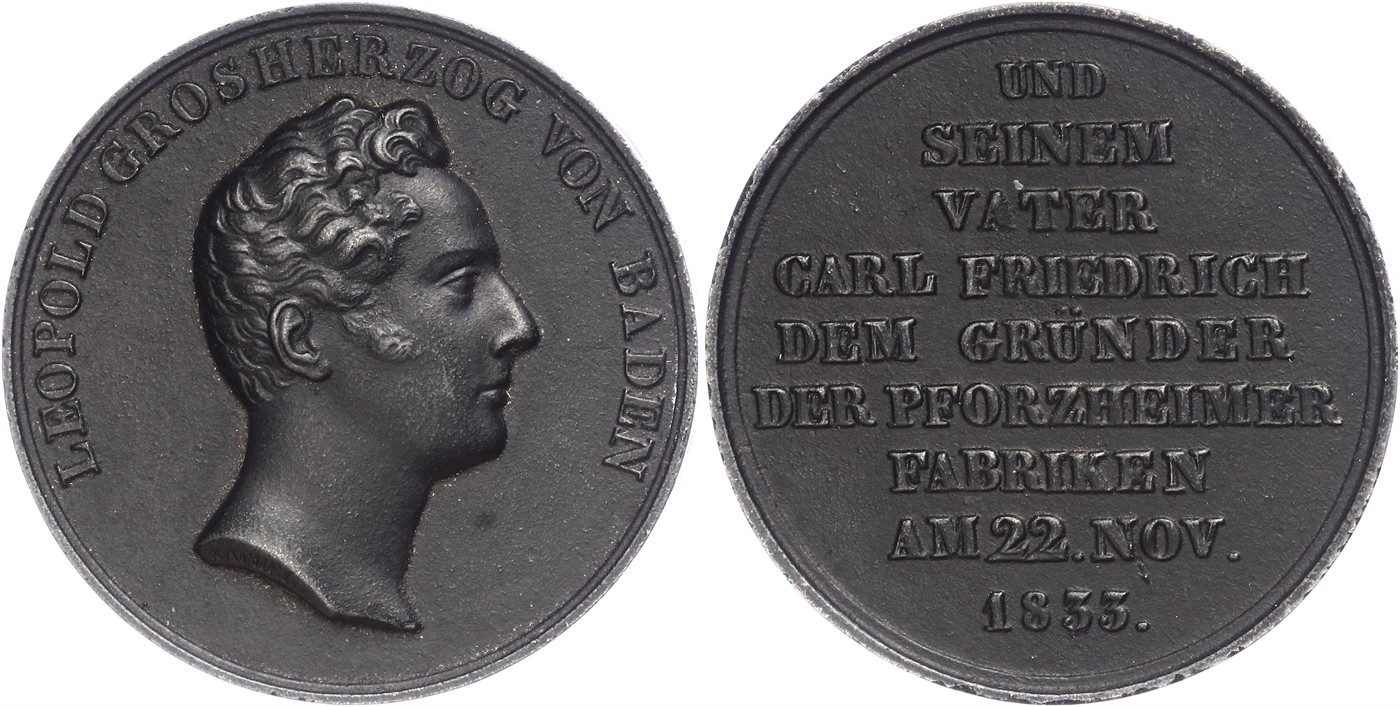 LEOPOLD GROSHERZOG VON BADEN
UND
SEINEM
VATER
CARL FRIEDRICH
DEM GRÜNDER
DER PFORZHEIMER
FABRIKEN
AM 22. NOV.
1833.